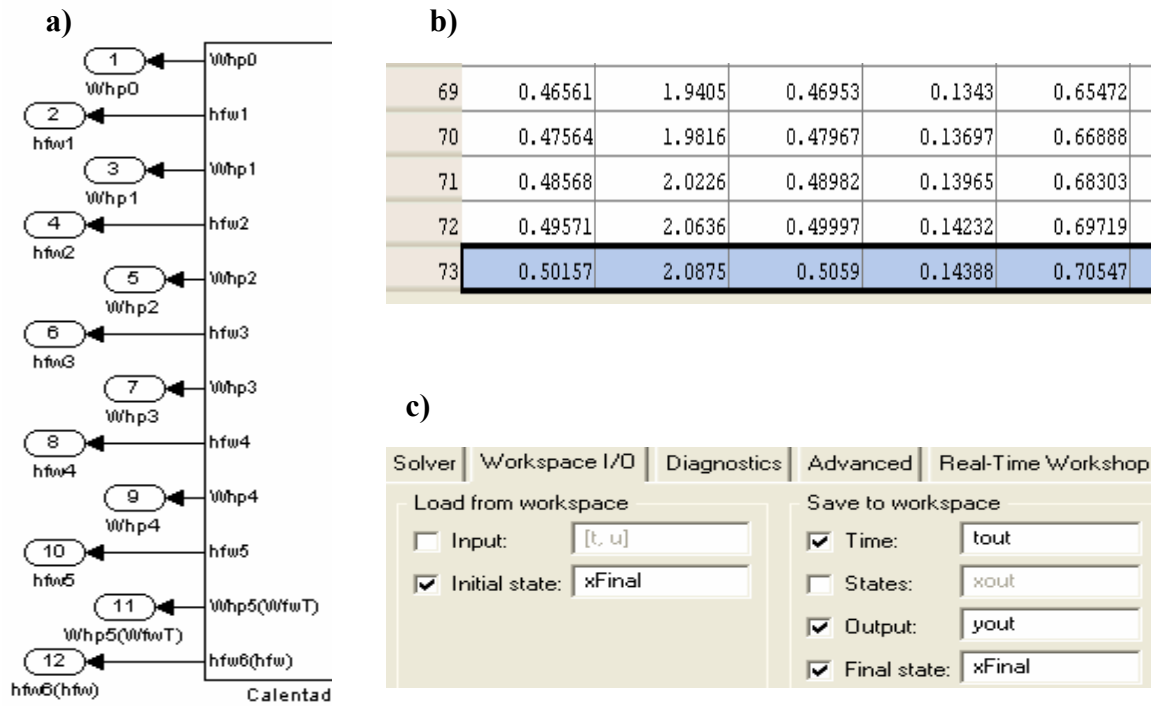 a)
1
Whp0
Whp0
2
hfw1
hfw1
3
Whp1
Whp1
4
hfw2
hfw2
5
Whp2
Whp2
6
hfw3
hfw3
7
Whp3
Whp3
8
hfw4
hfw4
9
Whp4
Whp4
10
hfw5
hfw5
11
Whp5(WfwT)
Whp5(WfwT)
12
hfw6(hfw)
hfw6(hfw)
Calentad
b)
69 0.46561 1.9405 0.46953 0.1343 0.65472
70 0.47564 1.9816 0.47967 0.13697 0.66888
71 0.48568 2.0226 0.48982 0.13965 0.68303
72 0.49571 2.0636 0.49997 0.14232 0.69719
73 0.50157 2.0875 0.5059 0.14388 0.70547
c)
Solver Workspace I/O Diagnostics Advanced Real-Time Workshop
Load from workspace
Input: [t, u]
Initial state: xFinal
Save to workspace
Time: tout
States: xout
Output: yout
Final state: xFinal